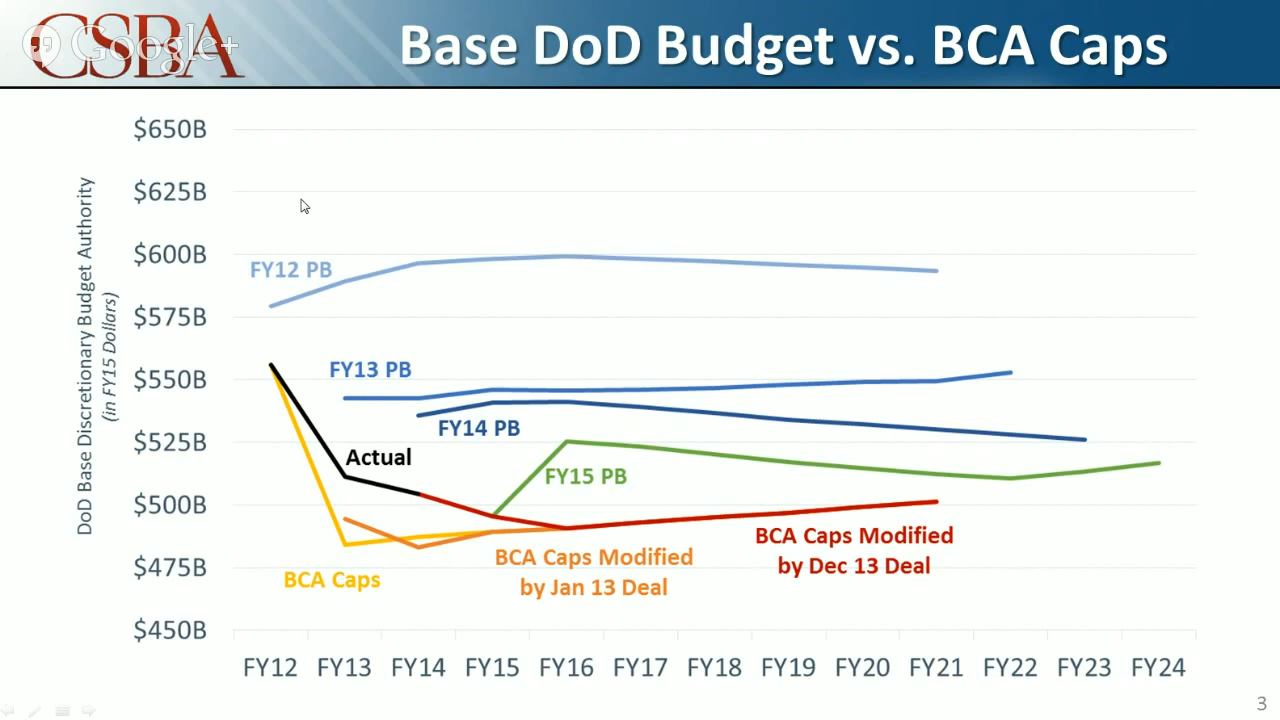 CSBA
Google+
Base DoD Budget vs. BCA Caps
DoD Base Discretionary Budget Authority
(in FY15 Dollars)
$650B
$625B
$600B
$575B
$550B
$525B
$500B
$475B
$450B
FY12 PB
FY13 PB
FY14 PB
Actual
FY15 PB
BCA Caps Modified
by Dec 13 Deal
BCA Caps Modified
by Jan 13 Deal
BCA Caps
FY12 FY13 FY14 FY15 FY16 FY17 FY18 FY19 FY20 FY21 FY22 FY23 FY24
3